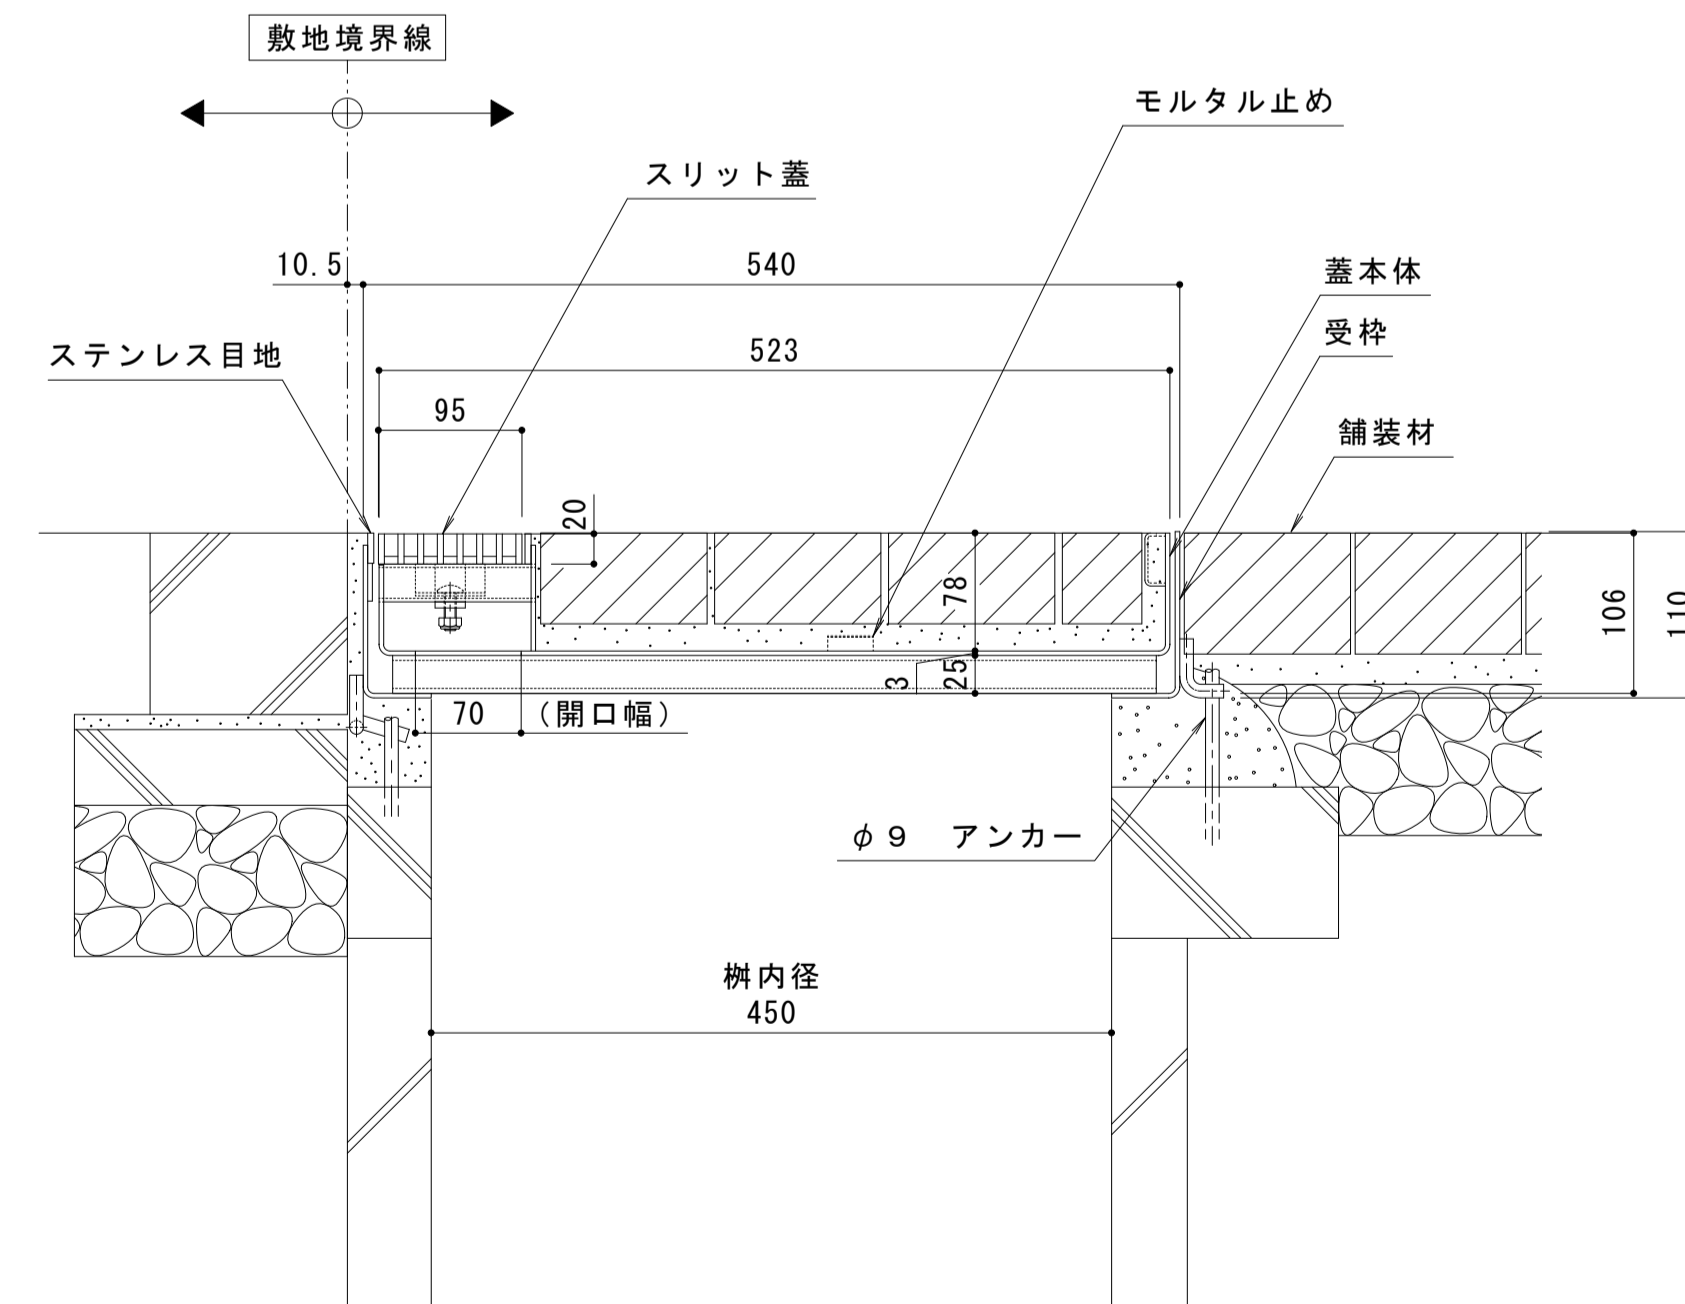 敷地境界線
モルタル止め
スリット蓋
10.5
540
蓋本体
受枠
ステンレス目地
523
95
舗装材
20
78
106
110
3
25
70 (開口幅)
φ9 アンカー
桝内径
450